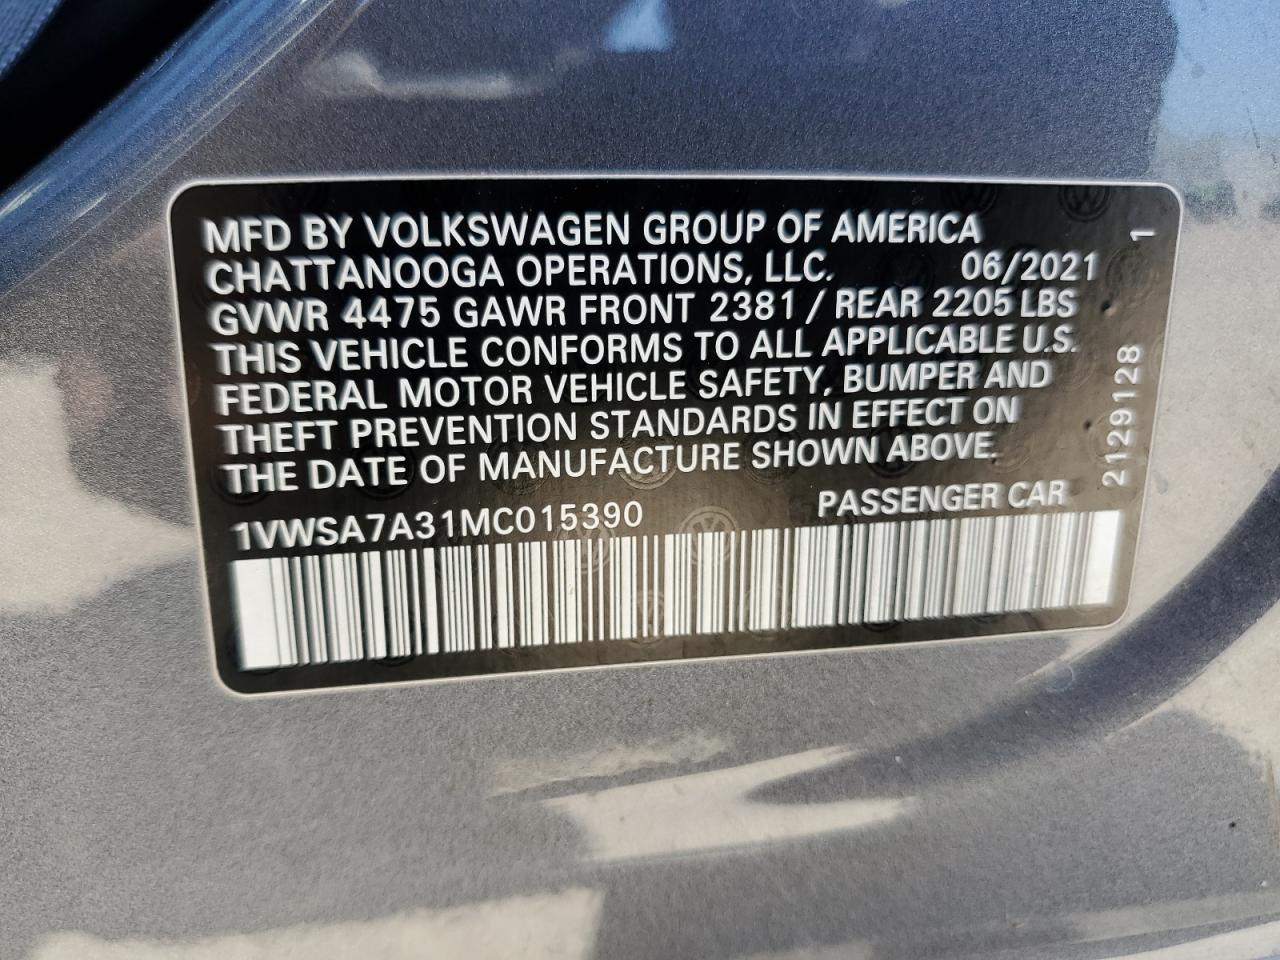 MFD BY VOLKSWAGEN GROUP OF AMERICA
CHATTANOOGA OPERATIONS, LLC. 06/2021
GVWR 4475 GAWR FRONT 2381 / REAR 2205 LBS
THIS VEHICLE CONFORMS TO ALL APPLICABLE U.S.
FEDERAL MOTOR VEHICLE SAFETY, BUMPER AND
THEFT PREVENTION STANDARDS IN EFFECT ON
THE DATE OF MANUFACTURE SHOWN ABOVE.
1VWSA7A31MC015390 PASSENGER CAR
2129128 1